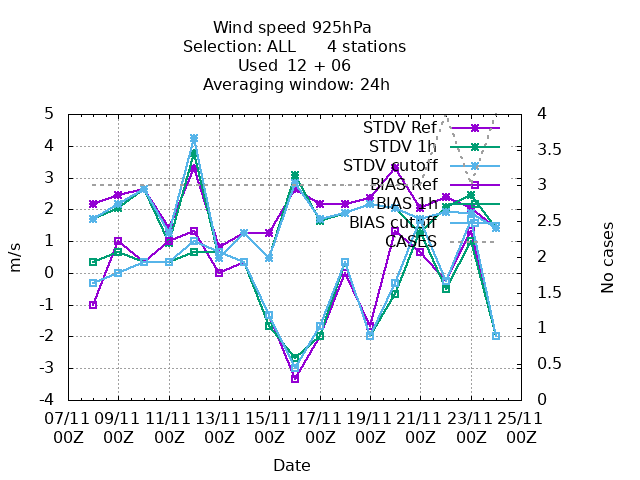 Wind speed 925hPa
Selection: ALL 4 stations
Used 12 + 06
Averaging window: 24h
5
4
3
2
1
0
-1
-2
-3
-4
m/s
4
3.5
3
2.5
2
1.5
1
0.5
0
No cases
STDV Ref
STDV 1h
STDV cutoff
BIAS Ref
BIAS 1h
BIAS cutoff
CASES
07/11 09/11 11/11 13/11 15/11 17/11 19/11 21/11 23/11 25/11
00Z 00Z 00Z 00Z 00Z 00Z 00Z 00Z 00Z 00Z
Date